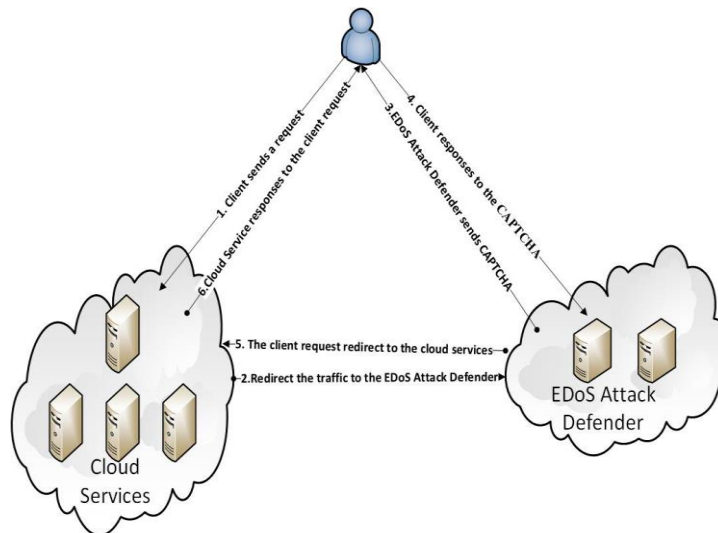 1. Client sends a request
6.Cloud Service responses to the client request
3.EDoS Attack Defender sends CAPTCHA
4. Client responses to the CAPTCHA
5. The client request redirect to the cloud services
2.Redirect the traffic to the EDoS Attack Defender
EDoS Attack
Defender
Cloud
Services